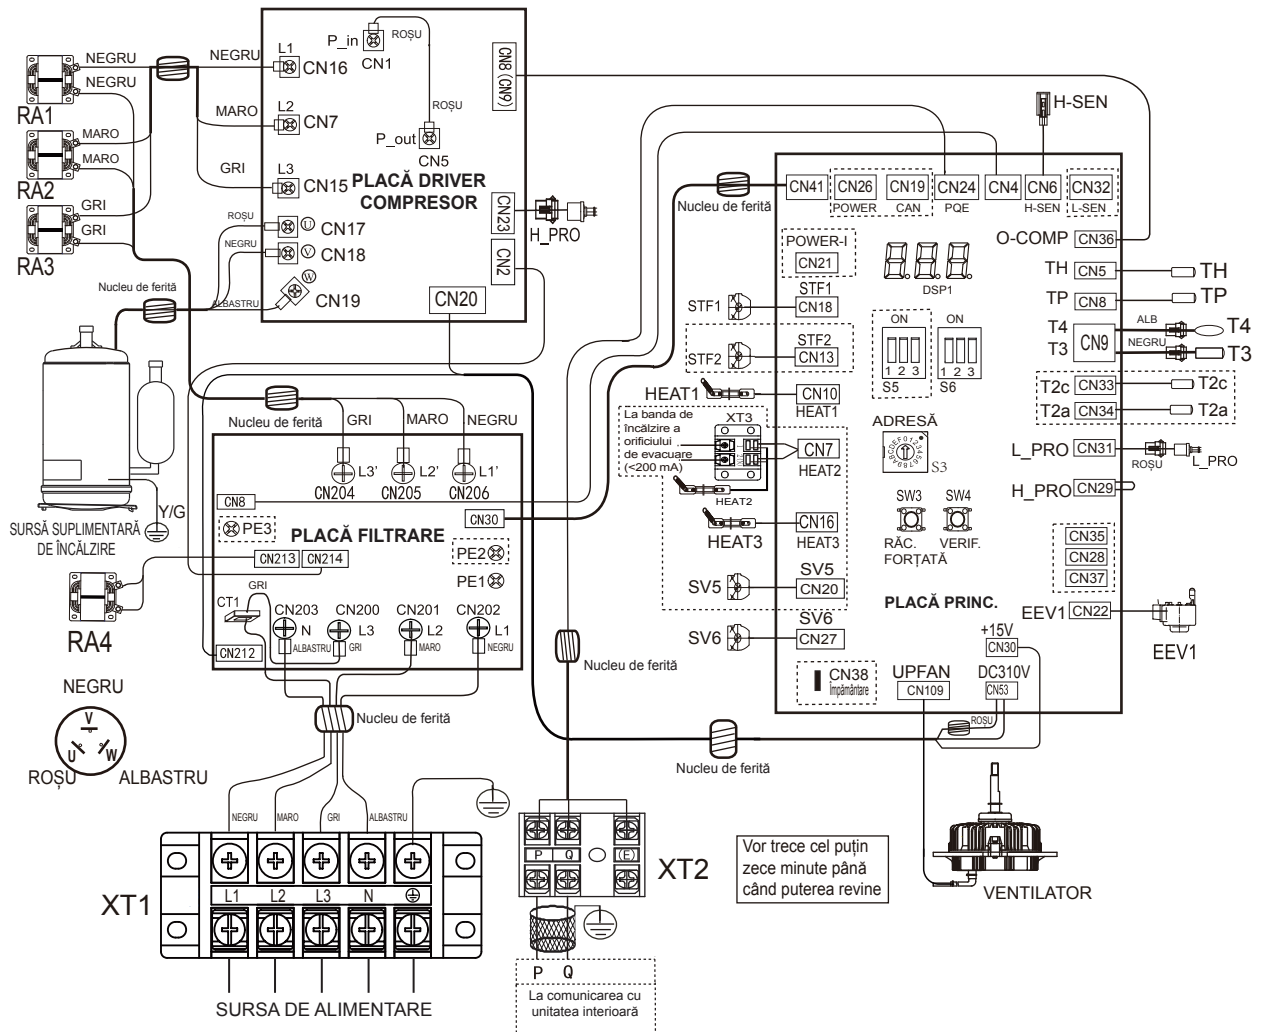 NEGRU
NEGRU
RA1
MARO
MARO
RA2
GRI
GRI
RA3
NEGRU
L1
CN16
MARO
L2
CN7
GRI
L3
CN15
P_in
CN1
ROȘU
ROȘU
P_out
CN5
PLACĂ DRIVER
COMPRESOR
CN8 (CN9)
CN23
H_PRO
CN2
CN20
ROȘU
U
CN17
NEGRU
V
CN18
W
CN19
ALBASTRU
Nucleu de ferită
Nucleu de ferită
Y/G
SURSĂ SUPLIMENTARĂ
DE ÎNCĂLZIRE
RA4
GRI
MARO
NEGRU
L3'
L2'
L1'
CN204
CN205
CN206
CN8
CN30
PE3
PLACĂ FILTRARE
PE2
CN213
CN214
PE1
GRI
CT1
CN203
CN200
CN201
CN202
N
L3
L2
L1
ALBASTRU
GRI
MARO
NEGRU
CN212
Nucleu de ferită
NEGRU
V
U
W
ROȘU
ALBASTRU
NEGRU
MARO
GRI
ALBASTRU
XT1
L1
L2
L3
N
SURSA DE ALIMENTARE
Nucleu de ferită
P
Q
(E)
XT2
P
Q
La comunicarea cu
unitatea interioară
Nucleu de ferită
Nucleu de ferită
H-SEN
CN41
CN26
CN19
CN24
CN4
CN6
CN32
POWER
CAN
PQE
H-SEN
L-SEN
POWER-I
CN21
DSP1
O-COMP
CN36
TH
CN5
TH
TP
CN8
TP
T4
T3
CN9
ALB
NEGRU
T4
T3
T2c
CN33
T2c
T2a
CN34
T2a
L_PRO
CN31
ROȘU
L_PRO
H_PRO
CN29
STF1
STF1
CN18
STF2
STF2
CN13
ON
1 2 3
S5
ON
1 2 3
S6
HEAT1
CN10
HEAT1
La banda de
încălzire a
orificiului
de evacuare
(<200 mA)
XT3
CN7
HEAT2
HEAT2
ADRESĂ
S3
SW3
SW4
RĂC.
FORȚATĂ
VERIF.
HEAT3
CN16
HEAT3
SV5
SV5
CN20
SV6
SV6
CN27
PLACĂ PRINC.
CN35
CN28
CN37
EEV1
CN22
EEV1
+15V
CN30
CN38
Împământare
UPFAN
CN109
DC310V
CN53
ROȘU
VENTILATOR
Vor trece cel puțin
zece minute până
când puterea revine